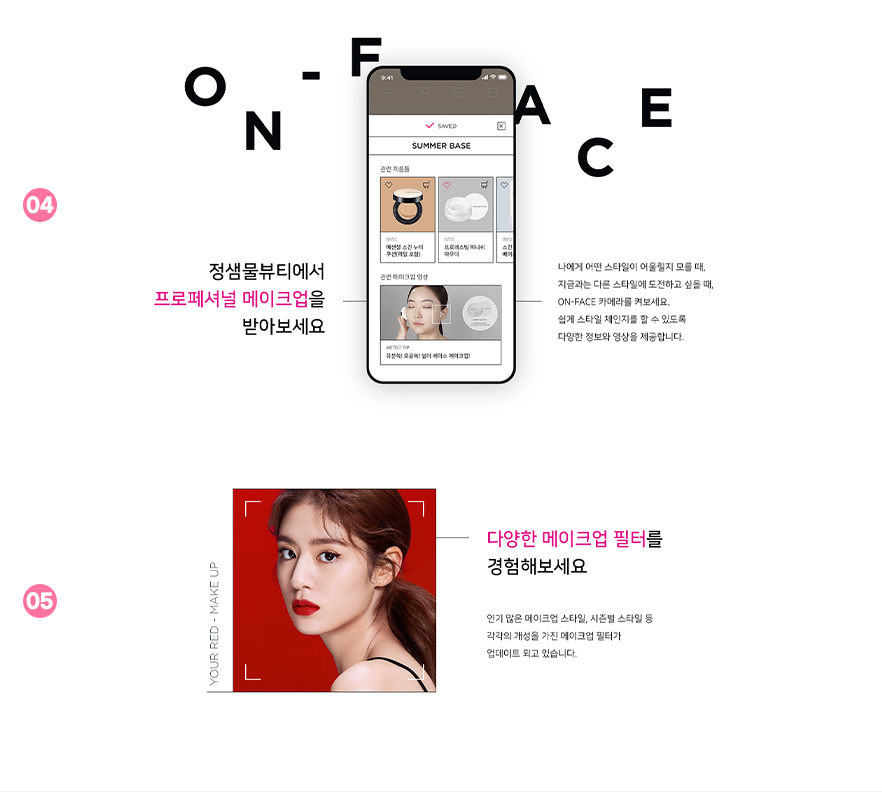 ON-FACE
9:41
SAVED
SUMMER BASE
관련 제품들
BASE
에센셜 스킨 누더
쿠션(리필 포함)
BASE
프로래스팅 피니쉬
파우더
BASE
스킨
베이
관련 메이크업 영상
ARTIST TIP
유분쏙! 모공쏙! 썸머 베이스 메이크업!
04
정샘물뷰티에서
프로페셔널 메이크업을
받아보세요
나에게 어떤 스타일이 어울릴지 모를 때,
지금과는 다른 스타일에 도전하고 싶을 때,
ON-FACE 카메라를 켜보세요.
쉽게 스타일 체인지를 할 수 있도록
다양한 정보와 영상을 제공합니다.
05
YOUR RED - MAKE UP
다양한 메이크업 필터를
경험해보세요
인기 많은 메이크업 스타일, 시즌별 스타일 등
각각의 개성을 가진 메이크업 필터가
업데이트 되고 있습니다.